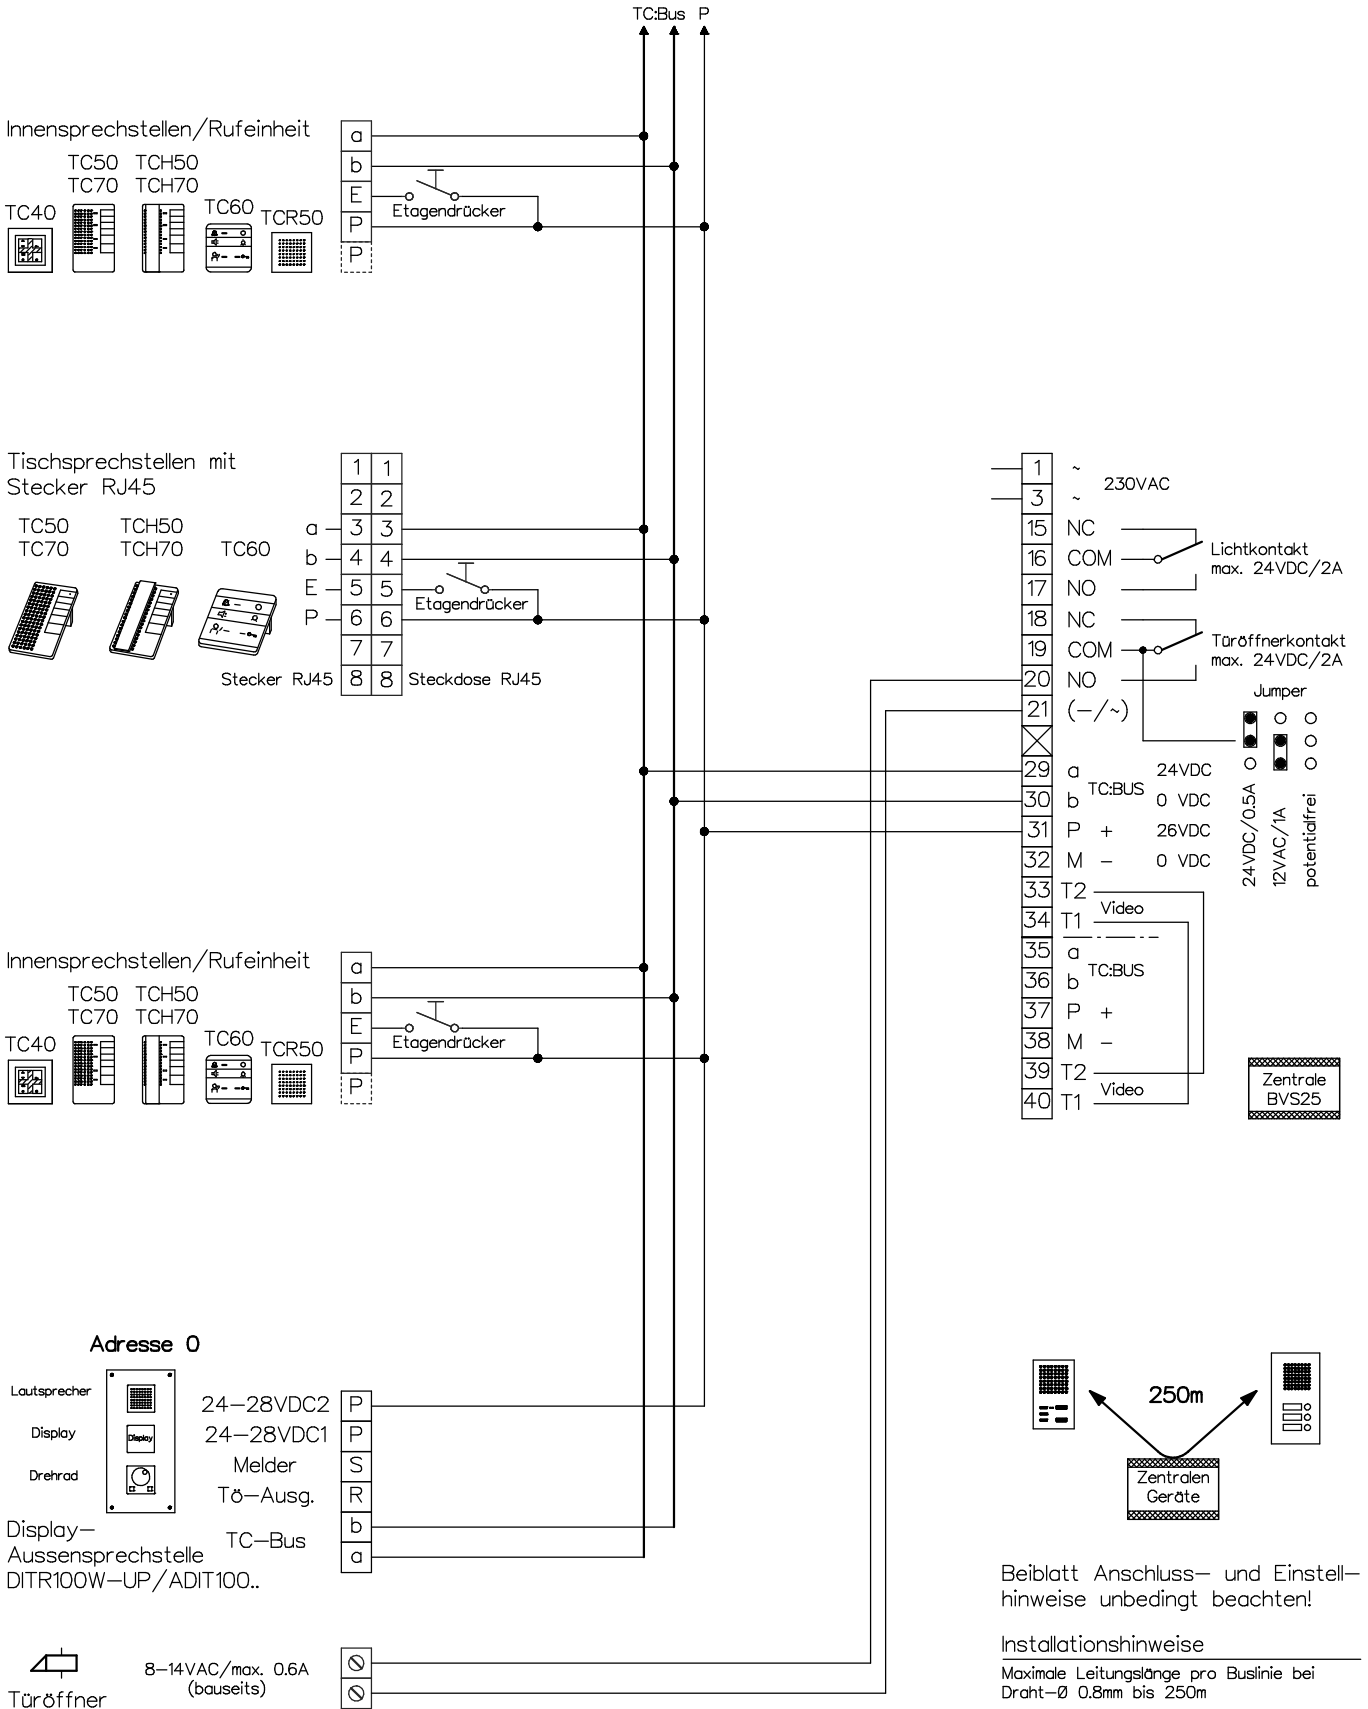 TC:Bus P
Innensprechstellen/Rufeinheit
TC50 TCH50
TC70 TCH70
TC40
TC60
TCR50
a
b
E
P
P
Etagendrücker
Tischsprechstellen mit
Stecker RJ45
TC50 TCH50
TC70 TCH70 TC60
1 1
2 2
a 3 3
b 4 4
E 5 5
P 6 6
7 7
8 8
Etagendrücker
Stecker RJ45
Steckdose RJ45
1 ~
3 ~
230VAC
15 NC
16 COM
17 NO
Lichtkontakt
max. 24VDC/2A
18 NC
19 COM
20 NO
Türöffnerkontakt
max. 24VDC/2A
21 (-/~)
Jumper
24VDC/0.5A
12VAC/1A
potentialfrei
29 a 24VDC
TC:BUS
30 b 0 VDC
31 P + 26VDC
32 M - 0 VDC
33 T2
Video
34 T1
35 a
TC:BUS
36 b
37 P +
38 M -
39 T2
Video
40 T1
Zentrale
BVS25
Innensprechstellen/Rufeinheit
TC50 TCH50
TC70 TCH70
TC40
TC60
TCR50
a
b
E
P
P
Etagendrücker
Adresse 0
Lautsprecher
Display
Display
Drehrad
24-28VDC2 P
24-28VDC1 P
Melder S
Tö-Ausg. R
b
TC-Bus
a
Display-
Aussensprechstelle
DITR100W-UP/ADIT100..
250m
Zentralen
Geräte
Beiblatt Anschluss- und Einstell-
hinweise unbedingt beachten!
Installationshinweise
Maximale Leitungslänge pro Buslinie bei
Draht-Ø 0.8mm bis 250m
Türöffner
8-14VAC/max. 0.6A
(bauseits)